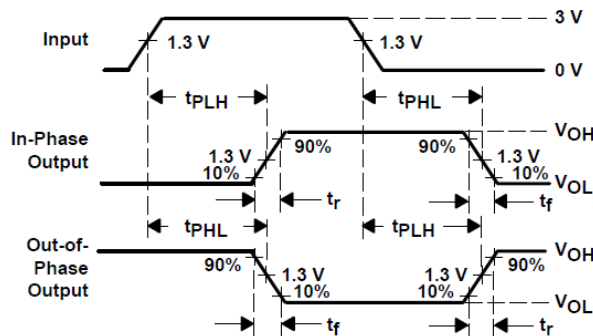 3 V
Input
1.3 V
1.3 V
0 V
tPLH
tPHL
In-Phase
Output
VOH
90%
90%
1.3 V
1.3 V
10%
10%
VOL
tr
tf
tPHL
tPLH
Out-of-
Phase
Output
VOH
90%
90%
1.3 V
1.3 V
10%
10%
VOL
tf
tr